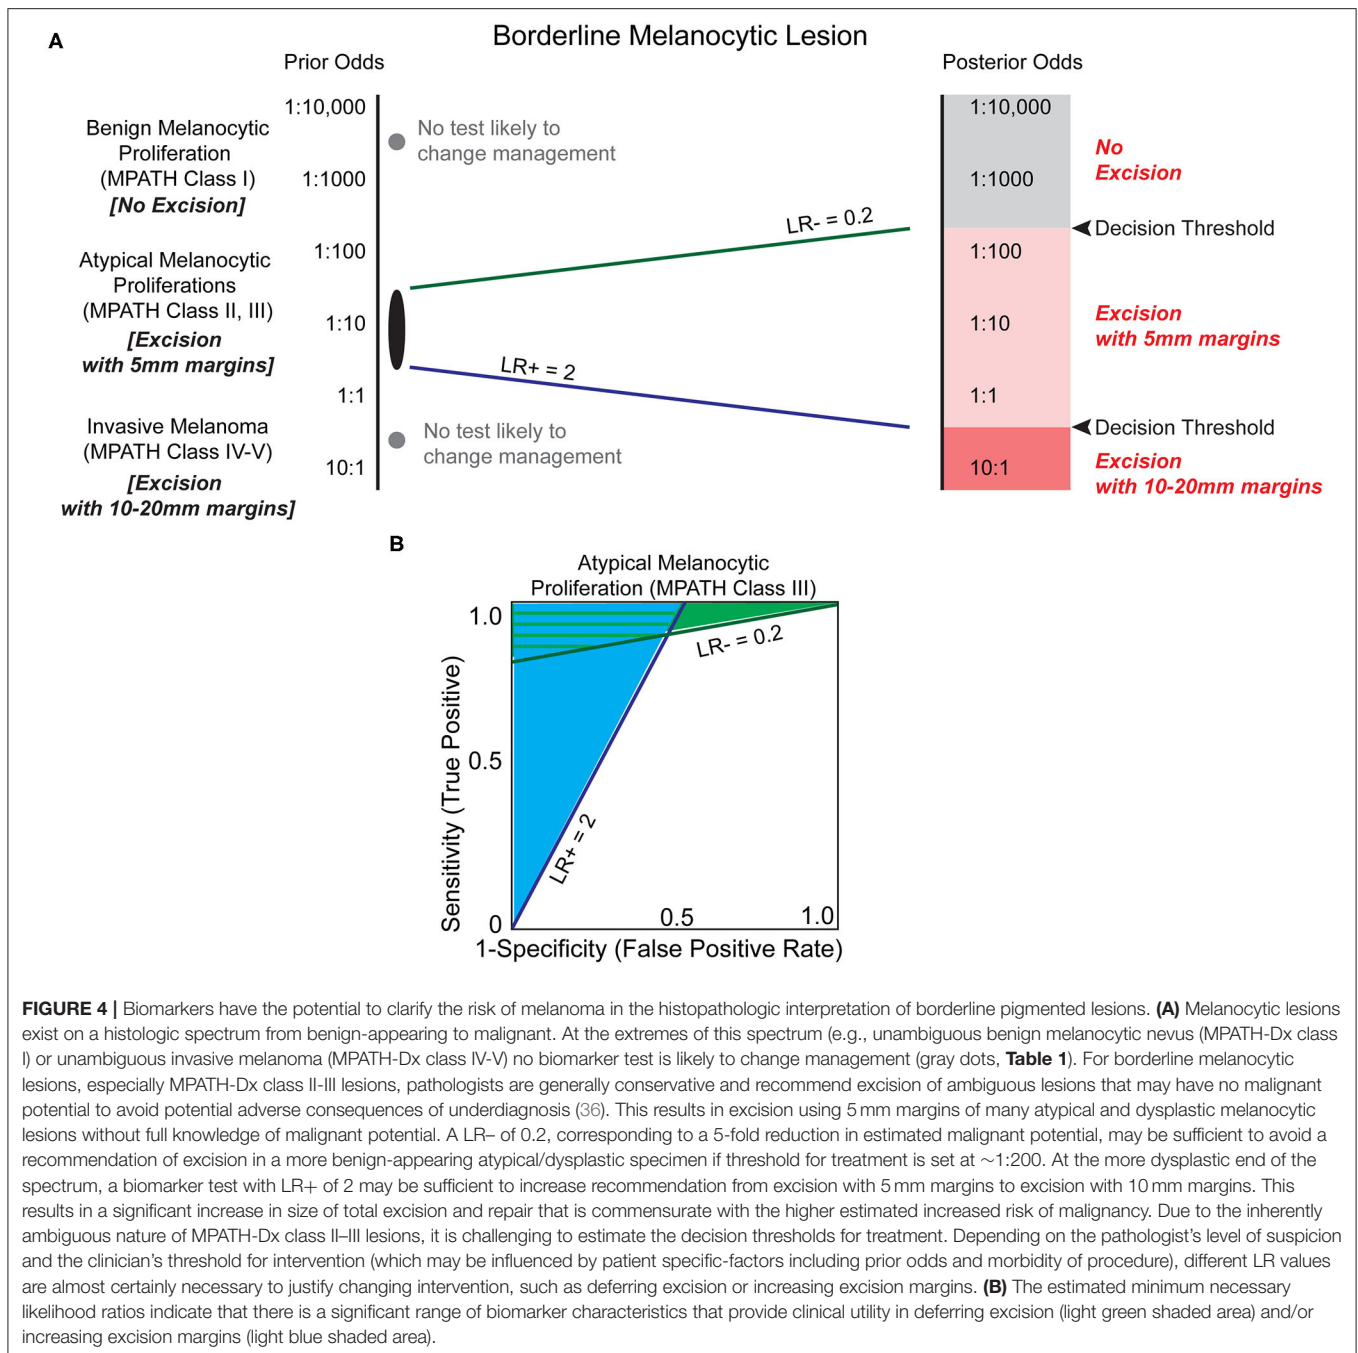 A
Borderline Melanocytic Lesion
Prior Odds
Posterior Odds
Benign Melanocytic
Proliferation
(MPATH Class I)
[No Excision]
Atypical Melanocytic
Proliferations
(MPATH Class II, III)
[Excision
with 5mm margins]
Invasive Melanoma
(MPATH Class IV-V)
[Excision
with 10-20mm margins]
1:10,000
1:1000
1:100
1:10
1:1
10:1
No test likely to
change management
LR- = 0.2
LR+ = 2
No test likely to
change management
1:10,000
1:1000
1:100
1:10
1:1
10:1
No
Excision
Decision Threshold
Excision
with 5mm margins
Decision Threshold
Excision
with 10-20mm margins
B
Atypical Melanocytic
Proliferation (MPATH Class III)
Sensitivity (True Positive)
1.0
0.5
0
LR- = 0.2
LR+ = 2
0.5
1.0
1-Specificity (False Positive Rate)
FIGURE 4 | Biomarkers have the potential to clarify the risk of melanoma in the histopathologic interpretation of borderline pigmented lesions. (A) Melanocytic lesions
exist on a histologic spectrum from benign-appearing to malignant. At the extremes of this spectrum (e.g., unambiguous benign melanocytic nevus (MPATH-Dx class
I) or unambiguous invasive melanoma (MPATH-Dx class IV-V) no biomarker test is likely to change management (gray dots, Table 1). For borderline melanocytic
lesions, especially MPATH-Dx class II-III lesions, pathologists are generally conservative and recommend excision of ambiguous lesions that may have no malignant
potential to avoid potential adverse consequences of underdiagnosis (36). This results in excision using 5 mm margins of many atypical and dysplastic melanocytic
lesions without full knowledge of malignant potential. A LR– of 0.2, corresponding to a 5-fold reduction in estimated malignant potential, may be sufficient to avoid a
recommendation of excision in a more benign-appearing atypical/dysplastic specimen if threshold for treatment is set at ∼1:200. At the more dysplastic end of the
spectrum, a biomarker test with LR+ of 2 may be sufficient to increase recommendation from excision with 5 mm margins to excision with 10 mm margins. This
results in a significant increase in size of total excision and repair that is commensurate with the higher estimated increased risk of malignancy. Due to the inherently
ambiguous nature of MPATH-Dx class II–III lesions, it is challenging to estimate the decision thresholds for treatment. Depending on the pathologist's level of suspicion
and the clinician's threshold for intervention (which may be influenced by patient specific-factors including prior odds and morbidity of procedure), different LR values
are almost certainly necessary to justify changing intervention, such as deferring excision or increasing excision margins. (B) The estimated minimum necessary
likelihood ratios indicate that there is a significant range of biomarker characteristics that provide clinical utility in deferring excision (light green shaded area) and/or
increasing excision margins (light blue shaded area).